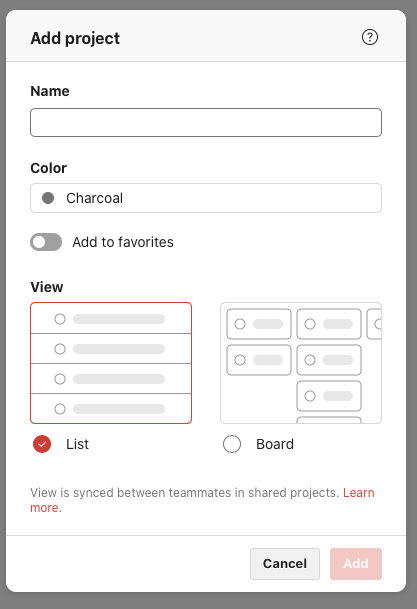 Add project
?
Name
Color
Charcoal
Add to favorites
View
List
Board
View is synced between teammates in shared projects. Learn
more.
Cancel
Add